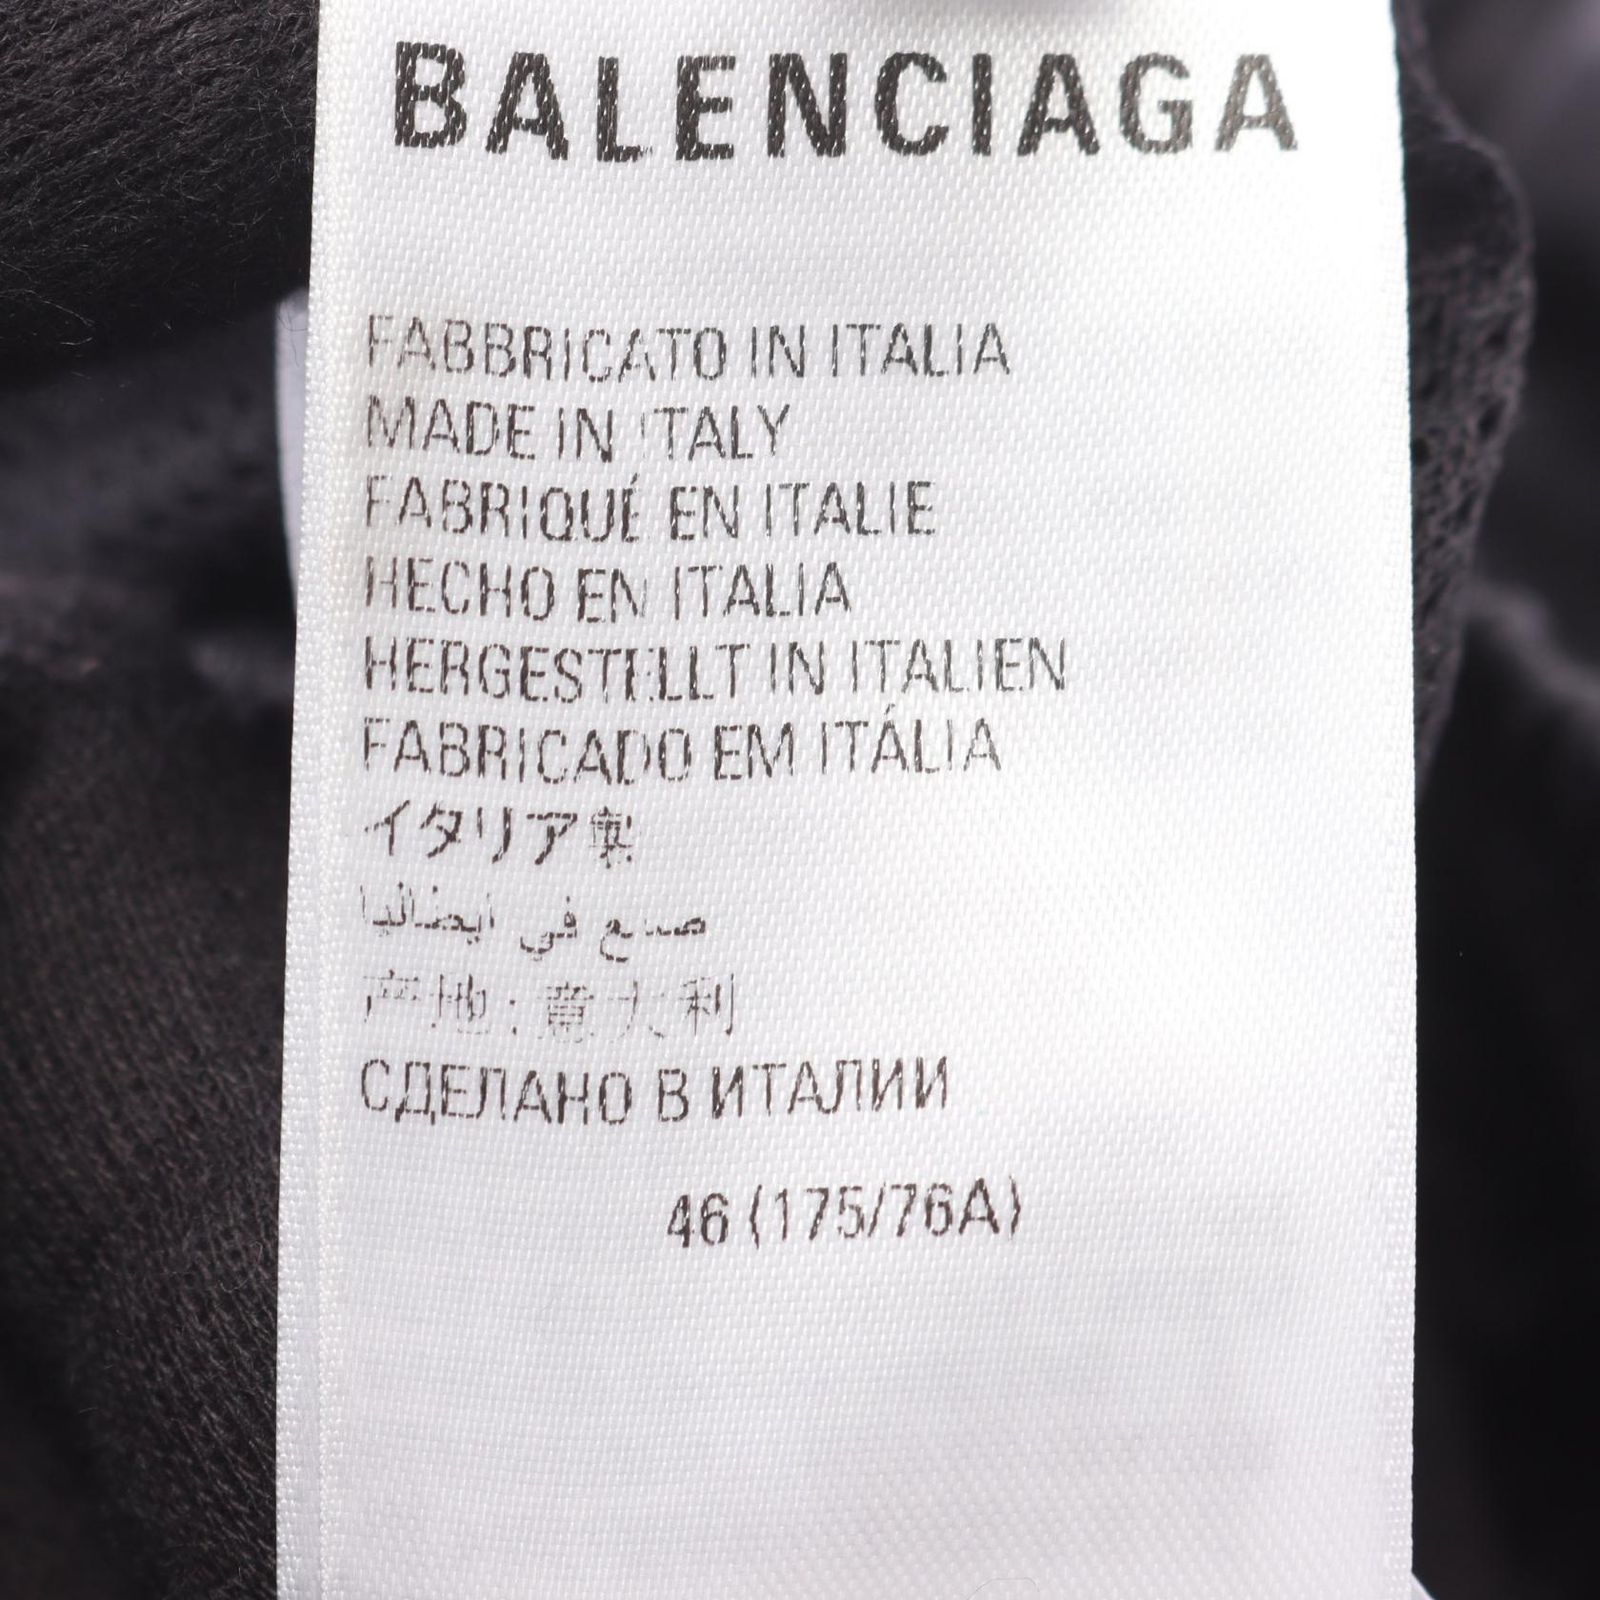 BALENCIAGA
FABBRICATO IN ITALIA
MADE IN ITALY
FABRIQUÉ EN ITALIE
HECHO EN ITALIA
HERGESTELLT IN ITALIEN
FABRICADO EM ITÁLIA
イタリア製
صنع في ايطاليا
产地:意大利
СДЕЛАНО В ИТАЛИИ
46 (175/76A)